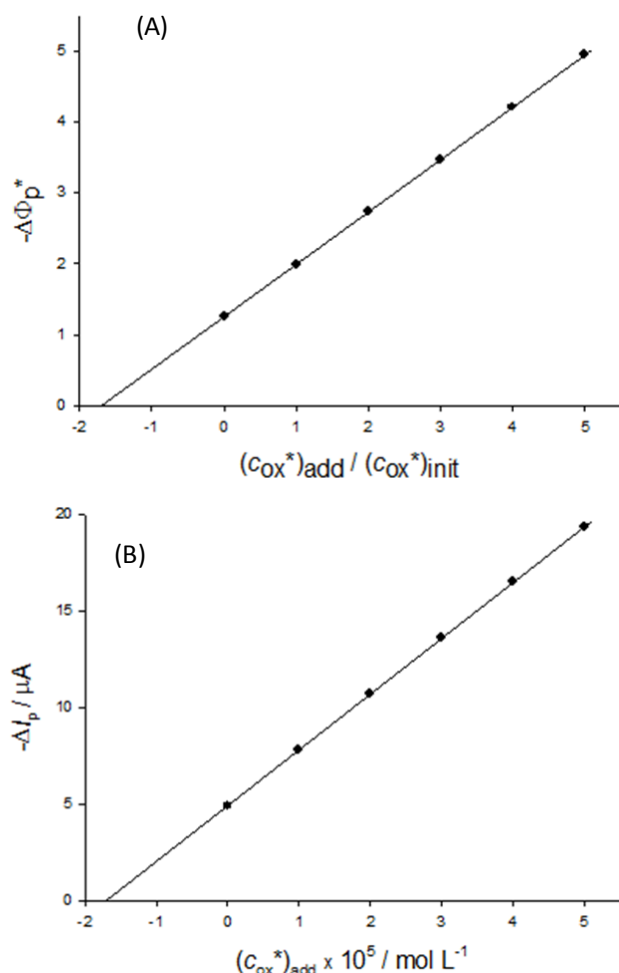 (A)
5
4
3
2
1
0
-ΔΦp*
-2 -1 0 1 2 3 4 5
(cox*)add / (cox*)init
(B)
20
15
10
5
0
-ΔIp / µA
-2 -1 0 1 2 3 4 5
(cox*)add x 10⁵ / mol L⁻¹